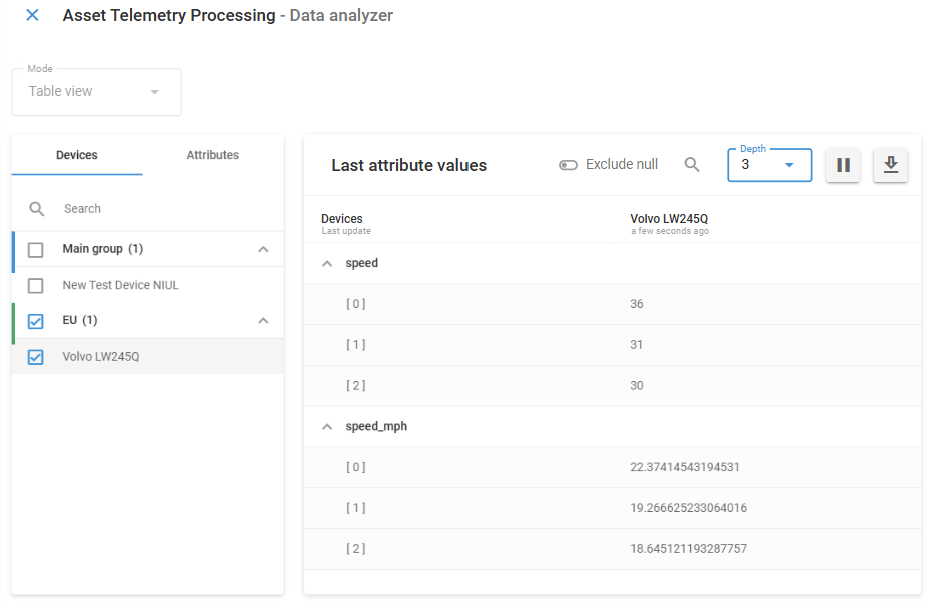 Asset Telemetry Processing - Data analyzer
Mode
Table view
Devices
Attributes
Search
Main group (1)
New Test Device NIUL
EU (1)
Volvo LW245Q
Last attribute values
Exclude null
Depth
3
Devices
Last update
Volvo LW245Q
a few seconds ago
speed
[ 0 ] 36
[ 1 ] 31
[ 2 ] 30
speed_mph
[ 0 ] 22.37414543194531
[ 1 ] 19.266625233064016
[ 2 ] 18.645121193287757